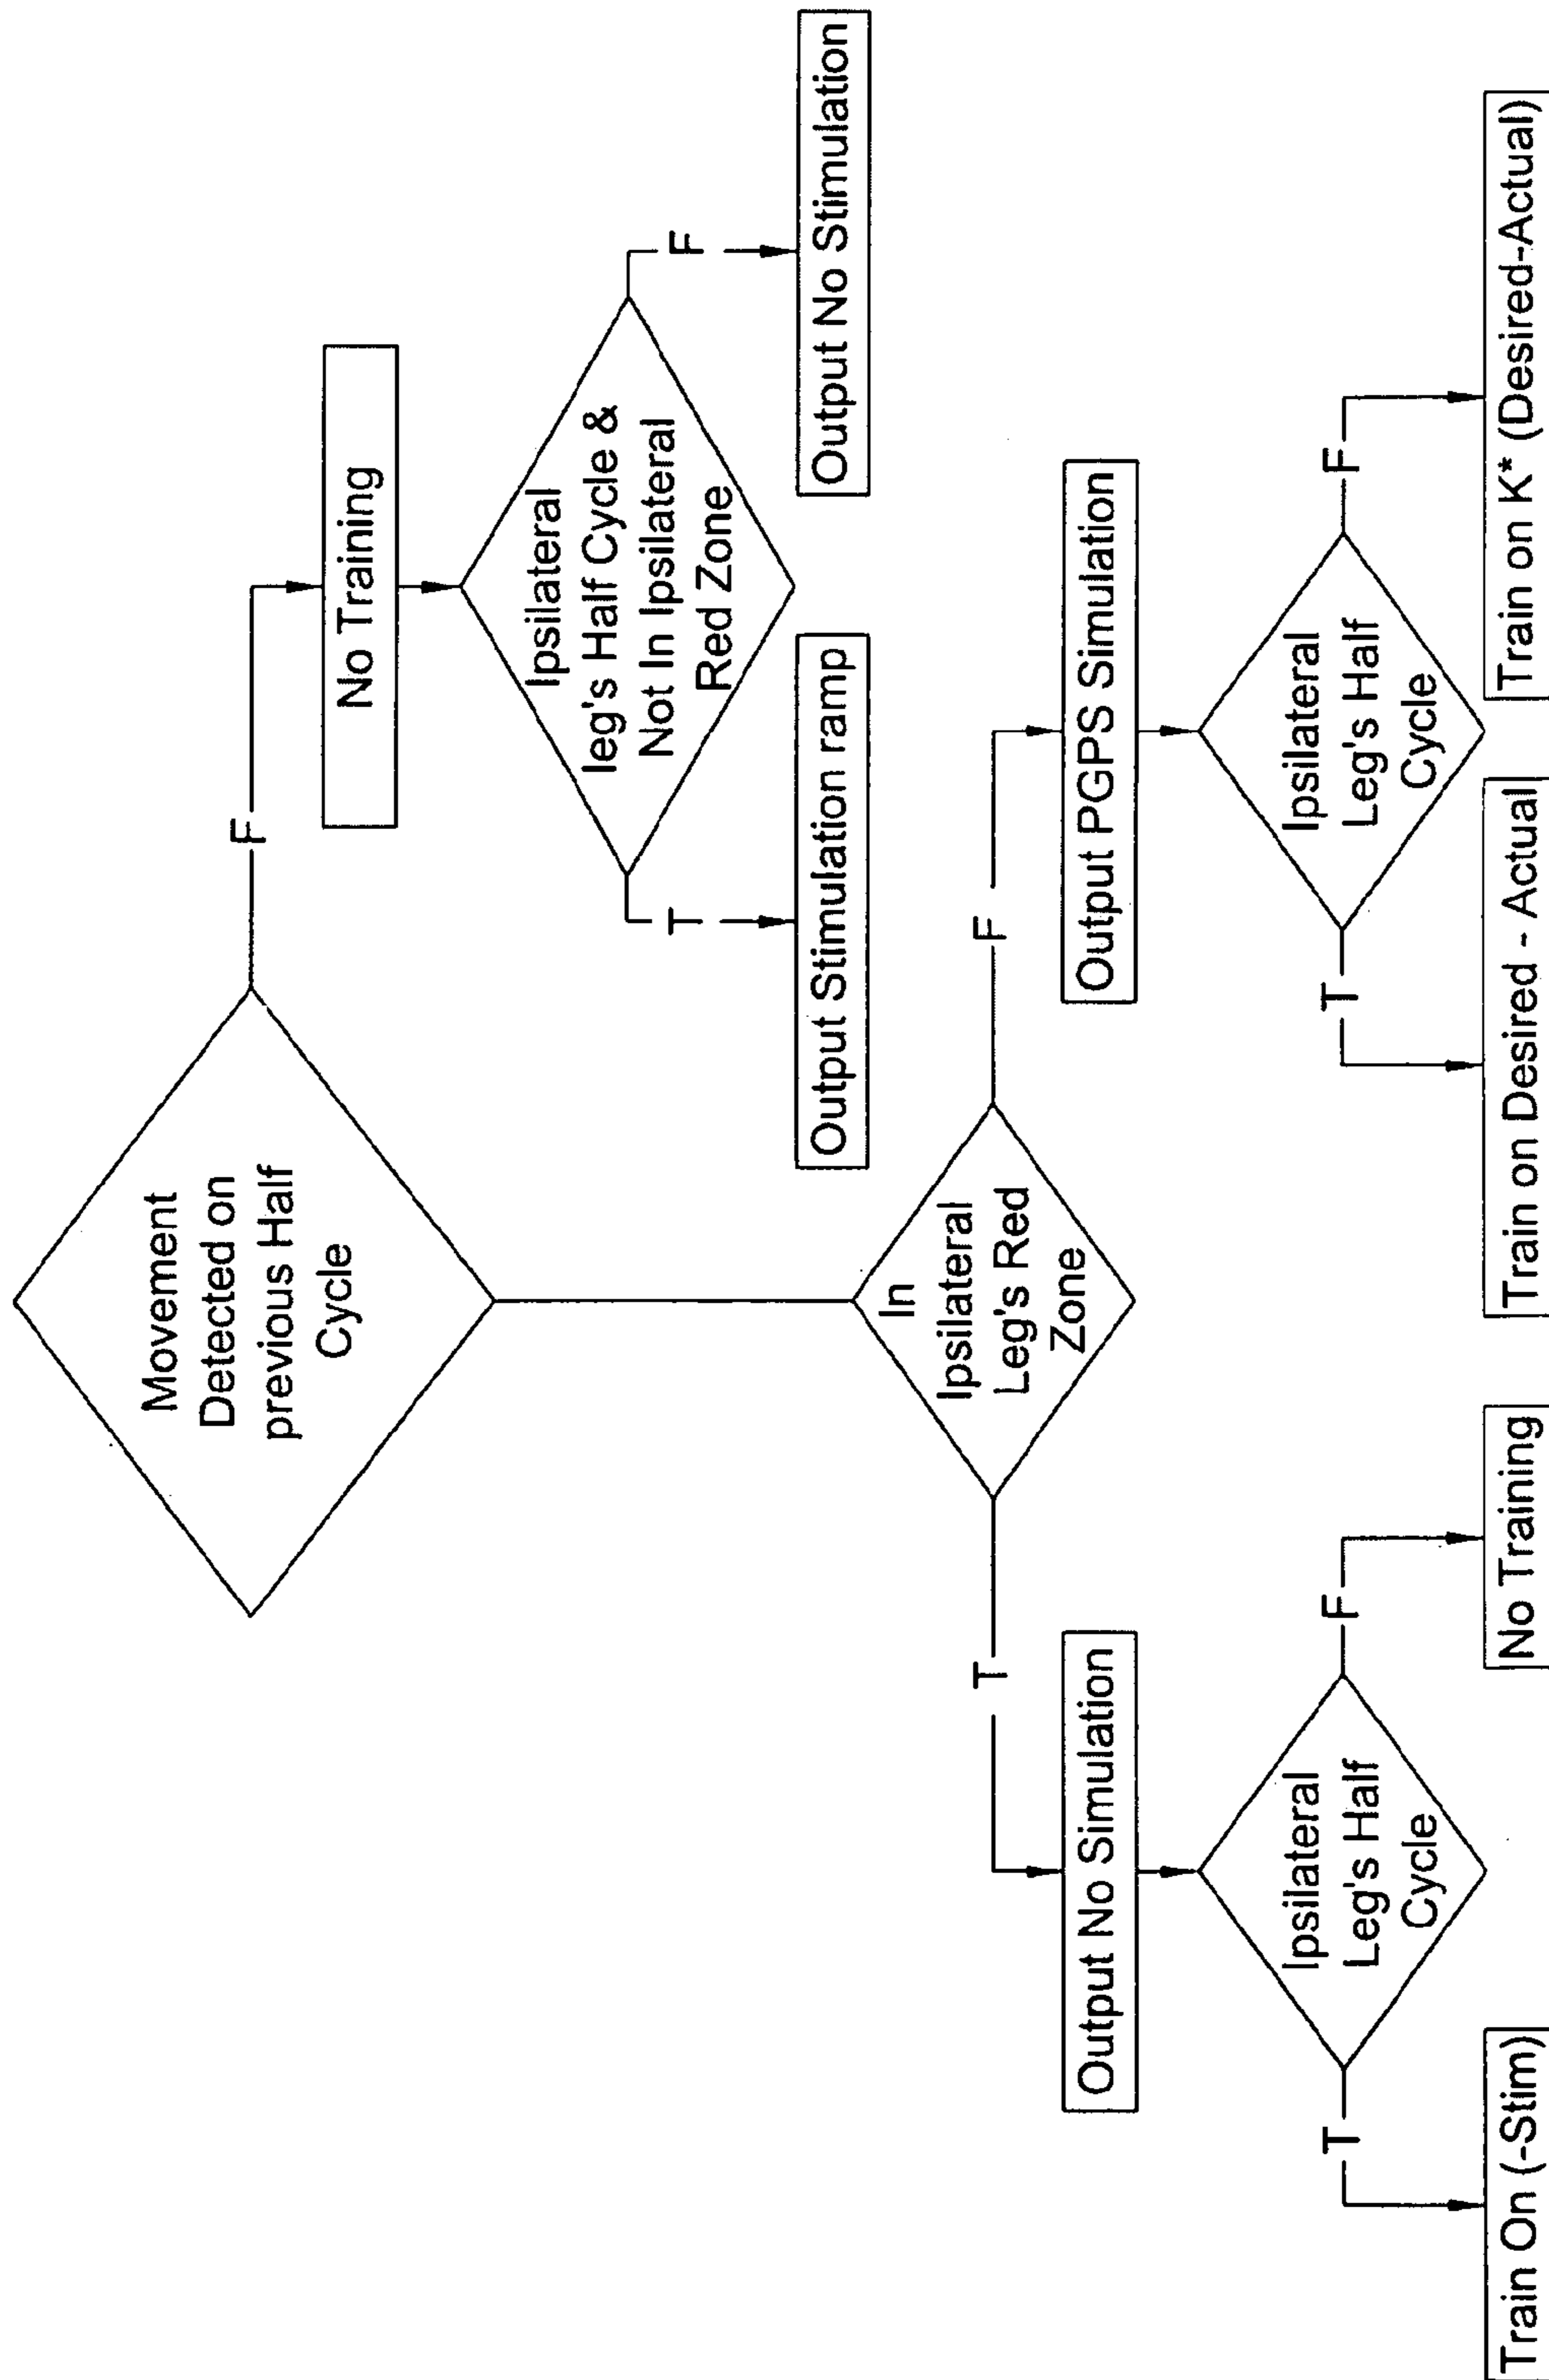 Movement
Detected on
previous Half
Cycle
F
No Training
Ipsilateral
leg's Half Cycle &
Not In Ipsilateral
Red Zone
T
F
Output Stimulation ramp
Output No Stimulation
In
Ipsilateral
Leg's Red
Zone
T
F
Output No Simulation
Output PGPS Simulation
Ipsilateral
Leg's Half
Cycle
T
F
Ipsilateral
Leg's Half
Cycle
T
F
Train On (-Stim)
No Training
Train on Desired - Actual
Train on K* (Desired-Actual)